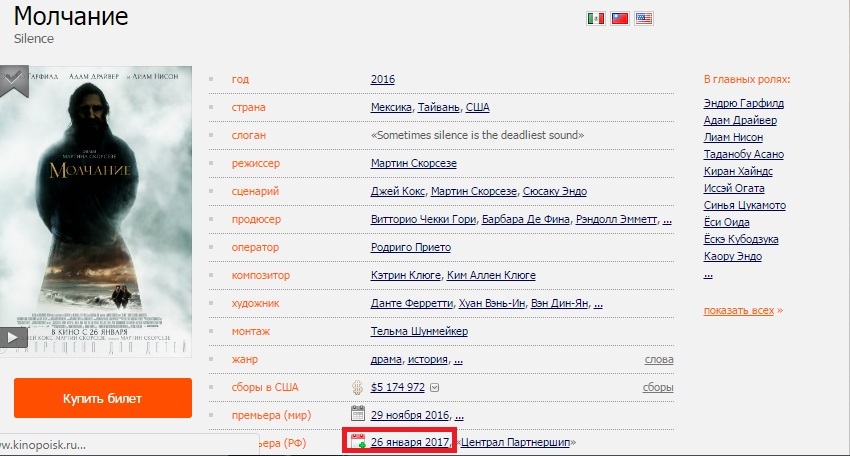 Молчание
Silence
В главных ролях:
год 2016
Эндрю Гарфилд
страна Мексика, Тайвань, США
Адам Драйвер
слоган «Sometimes silence is the deadliest sound»
Лиам Нисон
режиссер Мартин Скорсезе
Таданобу Асано
сценарий Джей Кокс, Мартин Скорсезе, Сюсаку Эндо
Киран Хайндс
Иссэй Огата
продюсер Витторио Чекки Гори, Барбара Де Фина, Рэндолл Эмметт, ...
Синья Цукамото
Ёси Оида
оператор Родриго Прието
Ёскэ Кубодзука
Каору Эндо
композитор Кэтрин Клюге, Ким Аллен Клюге
...
художник Данте Ферретти, Хуан Вэнь-Ин, Вэн Дин-Ян, ...
показать всех »
монтаж Тельма Шунмейкер
жанр драма, история, ... слова
сборы в США $5 174 972 сборы
премьера (мир) 29 ноября 2016, ...
ьера (РФ) 26 января 2017, «Централ Партнершип»
ГАРФИЛД АДАМ ДРАЙВЕР И ЛИАМ НИСОН
МАРТИНА СКОРСЕЗЕ
МОЛЧАНИЕ
В КИНО С 26 ЯНВАРЯ
Купить билет
w.kinopoisk.ru...